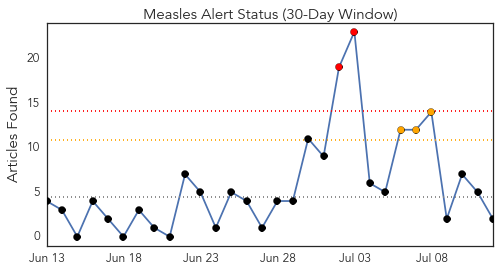 Measles Alert Status (30-Day Window)
Articles Found
20
15
10
5
0
Jun 13 Jun 18 Jun 23 Jun 28 Jul 03 Jul 08